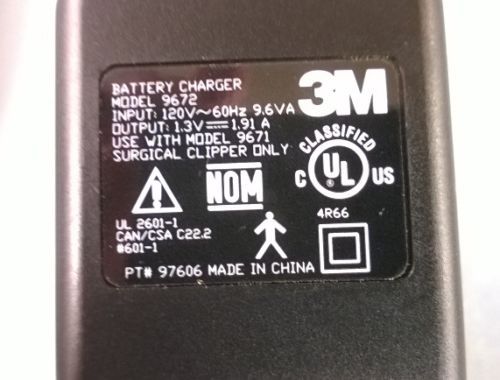 BATTERY CHARGER
MODEL 9672
INPUT: 120V~60Hz 9.6VA
OUTPUT: 1.3V⎓1.91 A
USE WITH MODEL 9671
SURGICAL CLIPPER ONLY
3M
CLASSIFIED
C UL US
4R66
NOM
UL 2601-1
CAN/CSA C22.2
#601-1
PT# 97606 MADE IN CHINA